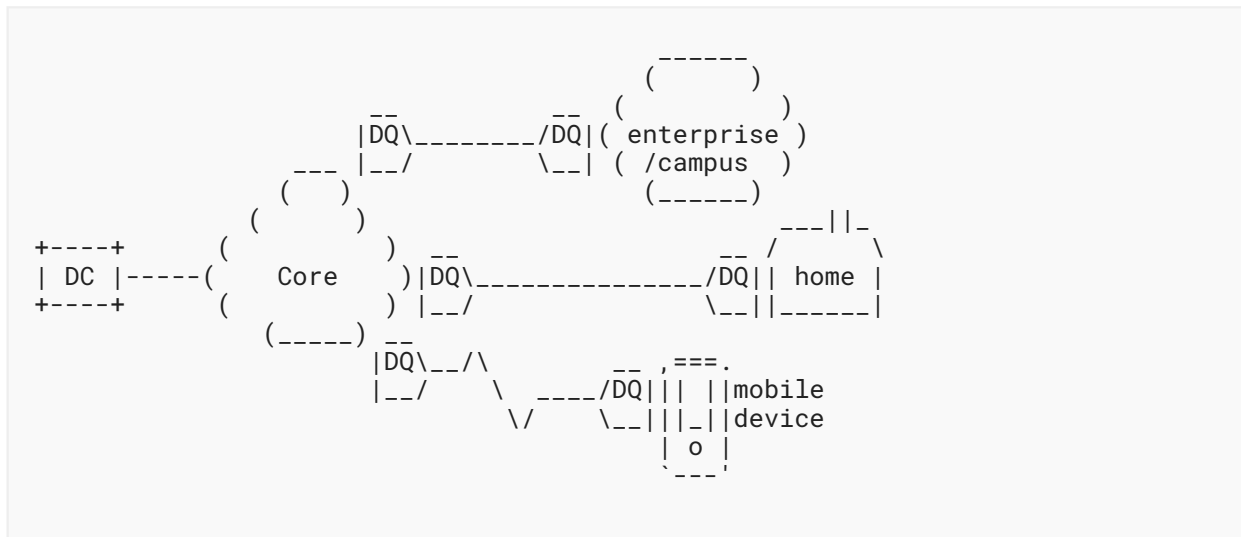 DQ DQ enterprise
/campus
DC Core DQ DQ home
DQ
DQ mobile
device
o